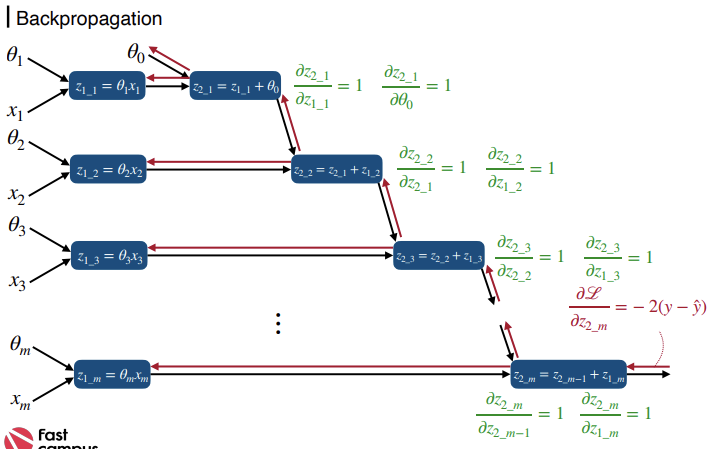 Backpropagation
θ₁
θ₀
z₁_₁ = θ₁x₁
z₂_₁ = z₁_₁ + θ₀
∂z₂_₁/∂z₁_₁ = 1 ∂z₂_₁/∂θ₀ = 1
x₁
θ₂
z₁_₂ = θ₂x₂
z₂_₂ = z₂_₁ + z₁_₂
∂z₂_₂/∂z₂_₁ = 1 ∂z₂_₂/∂z₁_₂ = 1
x₂
θ₃
z₁_₃ = θ₃x₃
z₂_₃ = z₂_₂ + z₁_₃
∂z₂_₃/∂z₂_₂ = 1 ∂z₂_₃/∂z₁_₃ = 1
x₃
∂ℒ/∂z₂_ₘ = − 2(y − ŷ)
⋮
θₘ
z₁_ₘ = θₘxₘ
z₂_ₘ = z₂_ₘ₋₁ + z₁_ₘ
xₘ
∂z₂_ₘ/∂z₂_ₘ₋₁ = 1 ∂z₂_ₘ/∂z₁_ₘ = 1
Fast
campus